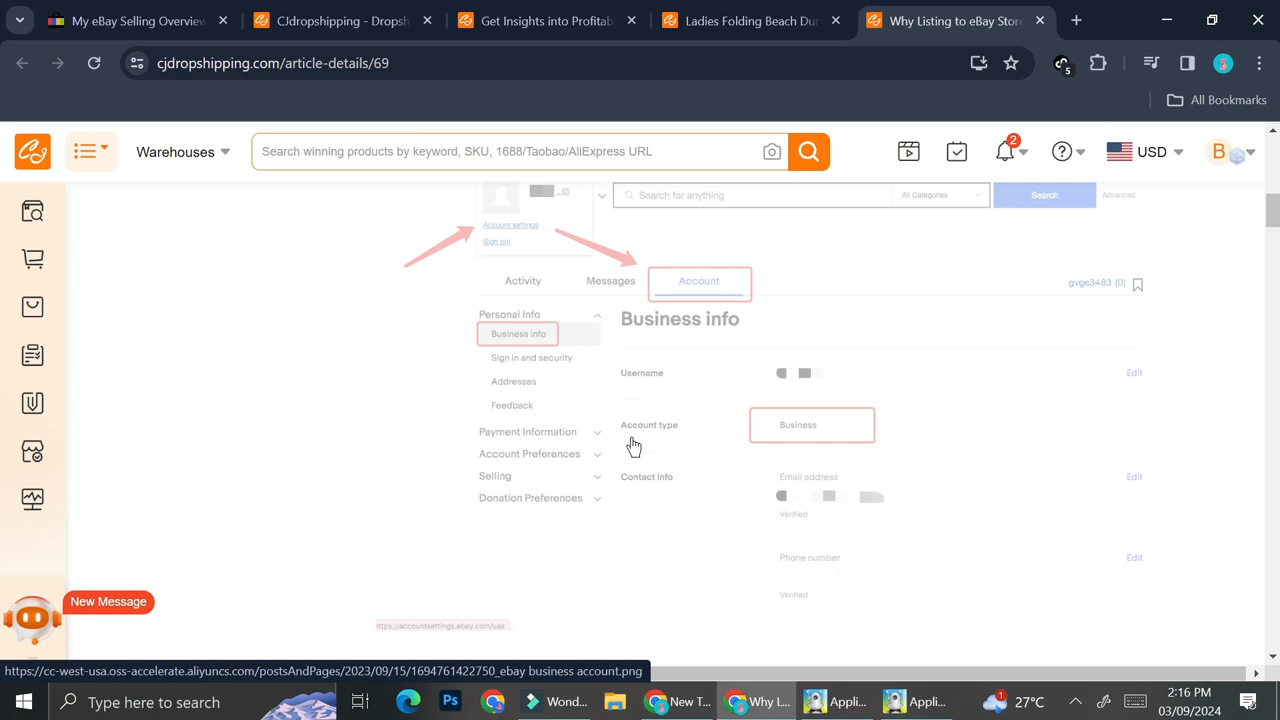 My eBay Selling Overview
CJdropshipping - Dropsh
Get Insights into Profitab
Ladies Folding Beach Dur
Why Listing to eBay Store
cjdropshipping.com/article-details/69
5
All Bookmarks
Warehouses
Search winning products by keyword, SKU, 1688/Taobao/AliExpress URL
2
USD
B
(0)
Search for anything
All Categories
Search
Advanced
Account settings
Sign out
Activity
Messages
Account
gvge3483 (0)
Personal Info
Business info
Business info
Sign in and security
Username
Edit
Addresses
Feedback
Account type
Business
Payment Information
Account Preferences
Selling
Contact info
Email address
Edit
Donation Preferences
Verified
Phone number
Edit
Verified
New Message
https://accountsettings.ebay.com/uas
https://cc-west-usa.oss-accelerate.aliyuncs.com/postsAndPages/2023/09/15/1694761422750_ebay business account.png
Type here to search
Ps
Wond...
New T...
Why L...
Appli...
Appli...
1
27°C
2:16 PM
03/09/2024